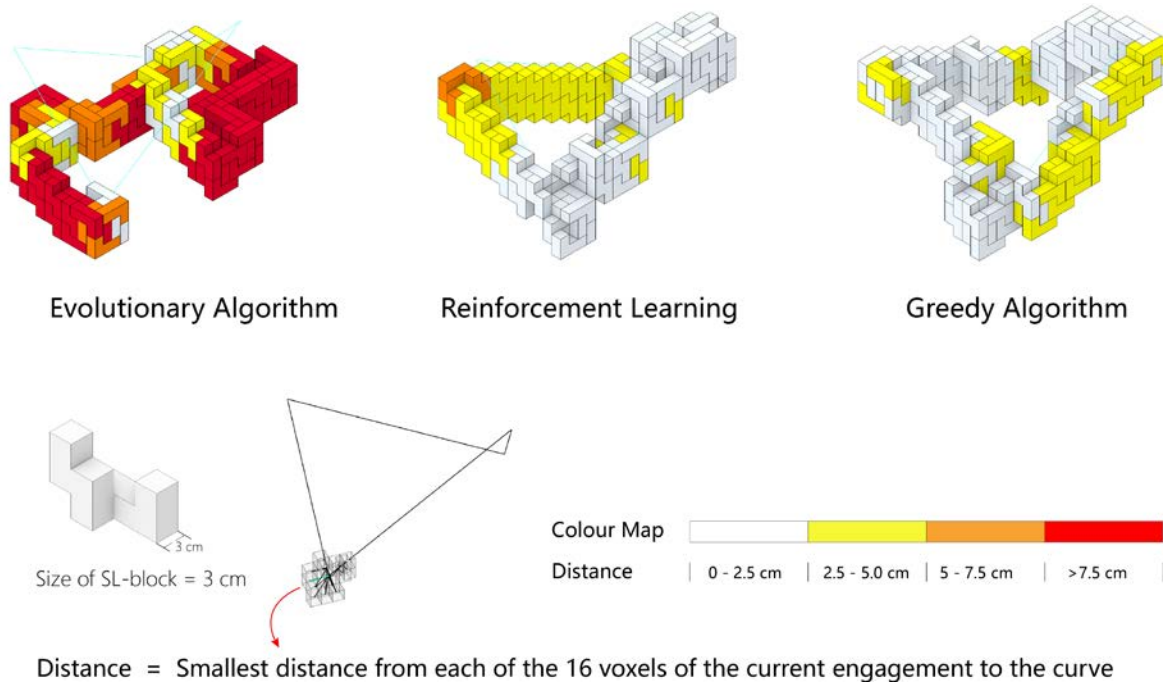 Evolutionary Algorithm
Reinforcement Learning
Greedy Algorithm
3 cm
Size of SL-block = 3 cm
Colour Map
Distance
0 - 2.5 cm
2.5 - 5.0 cm
5 - 7.5 cm
>7.5 cm
Distance = Smallest distance from each of the 16 voxels of the current engagement to the curve